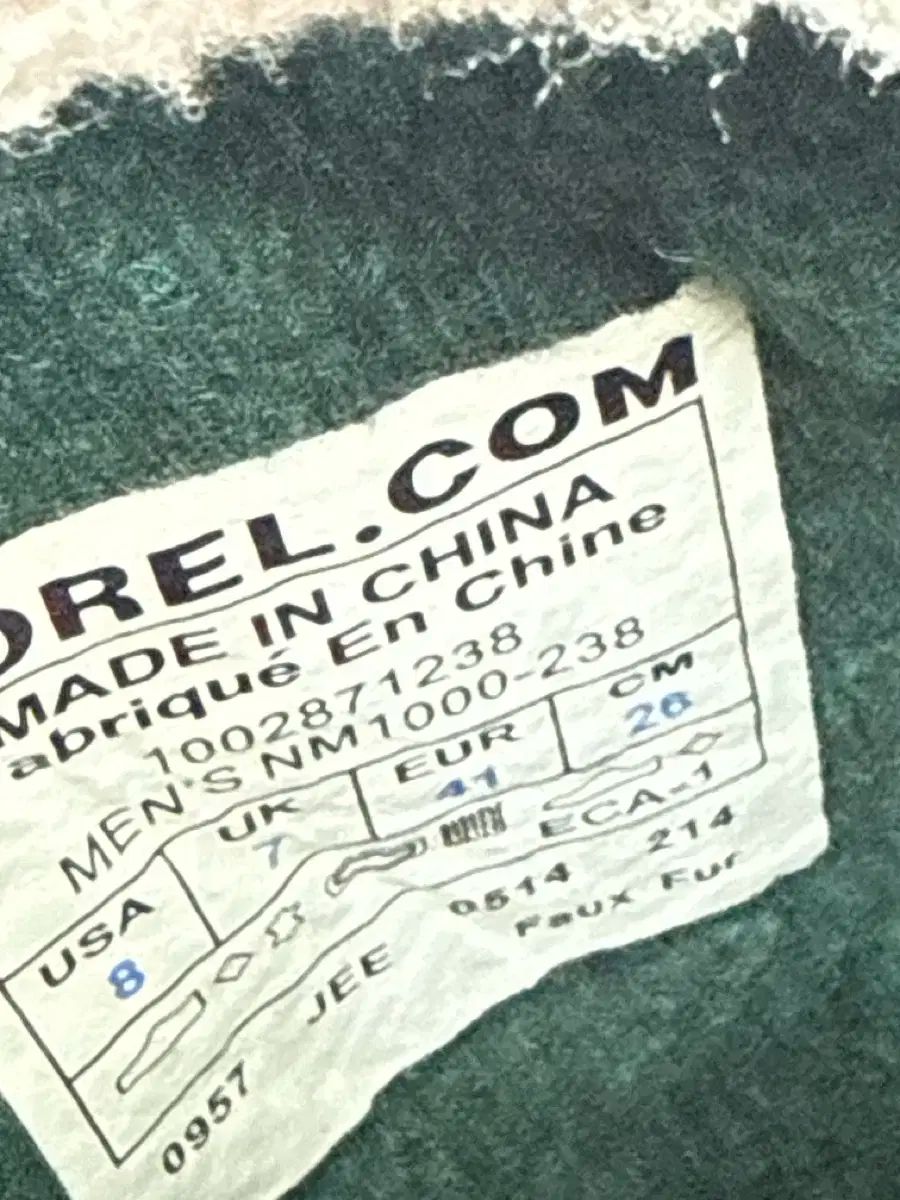 OREL.COM
MADE IN CHINA
abriqué En Chine
1002871238
MEN'S NM1000-238
USA UK EUR CM
8 7 41 26
ECA-1
0957 JEE 0514 214
Faux Fur